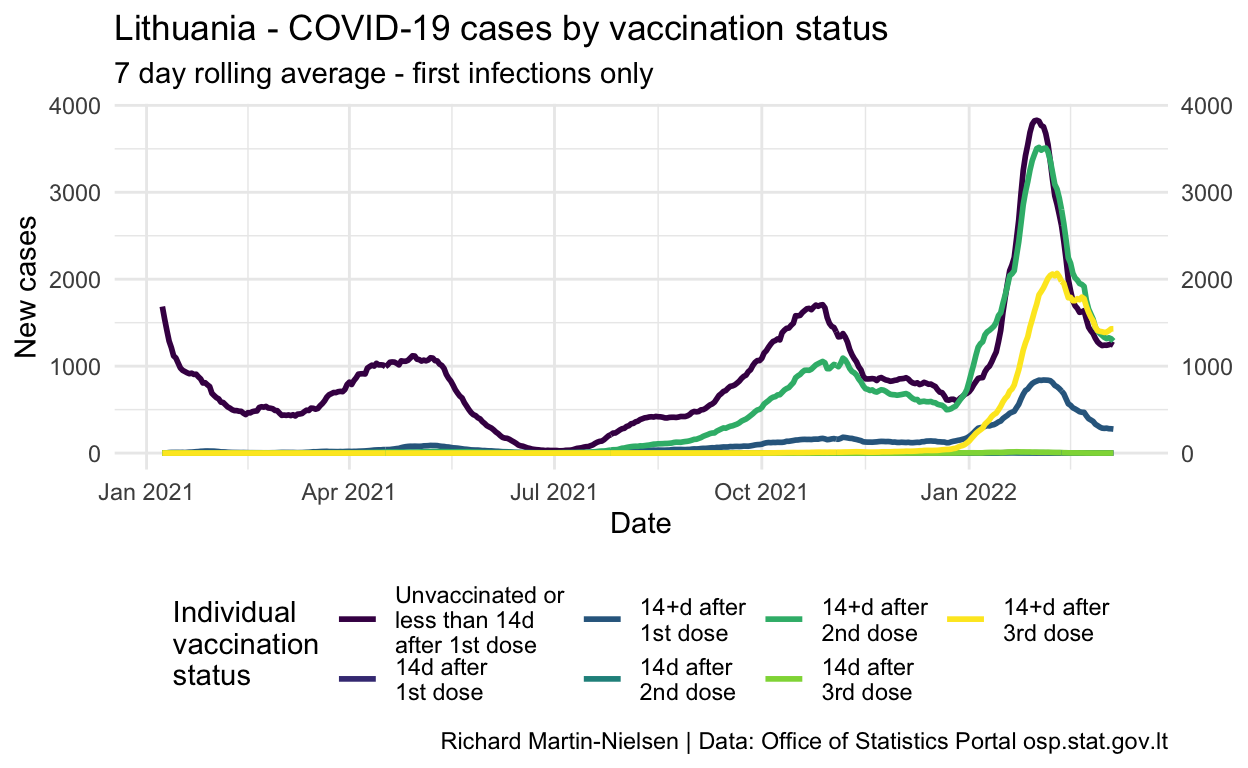 Lithuania - COVID-19 cases by vaccination status
7 day rolling average - first infections only
4000
4000
3000
3000
2000
2000
1000
1000
0
0
New cases
Jan 2021
Apr 2021
Jul 2021
Oct 2021
Jan 2022
Date
Individual
vaccination
status
Unvaccinated or
less than 14d
after 1st dose
14d after
1st dose
14+d after
1st dose
14d after
2nd dose
14+d after
2nd dose
14d after
3rd dose
14+d after
3rd dose
Richard Martin-Nielsen | Data: Office of Statistics Portal osp.stat.gov.lt